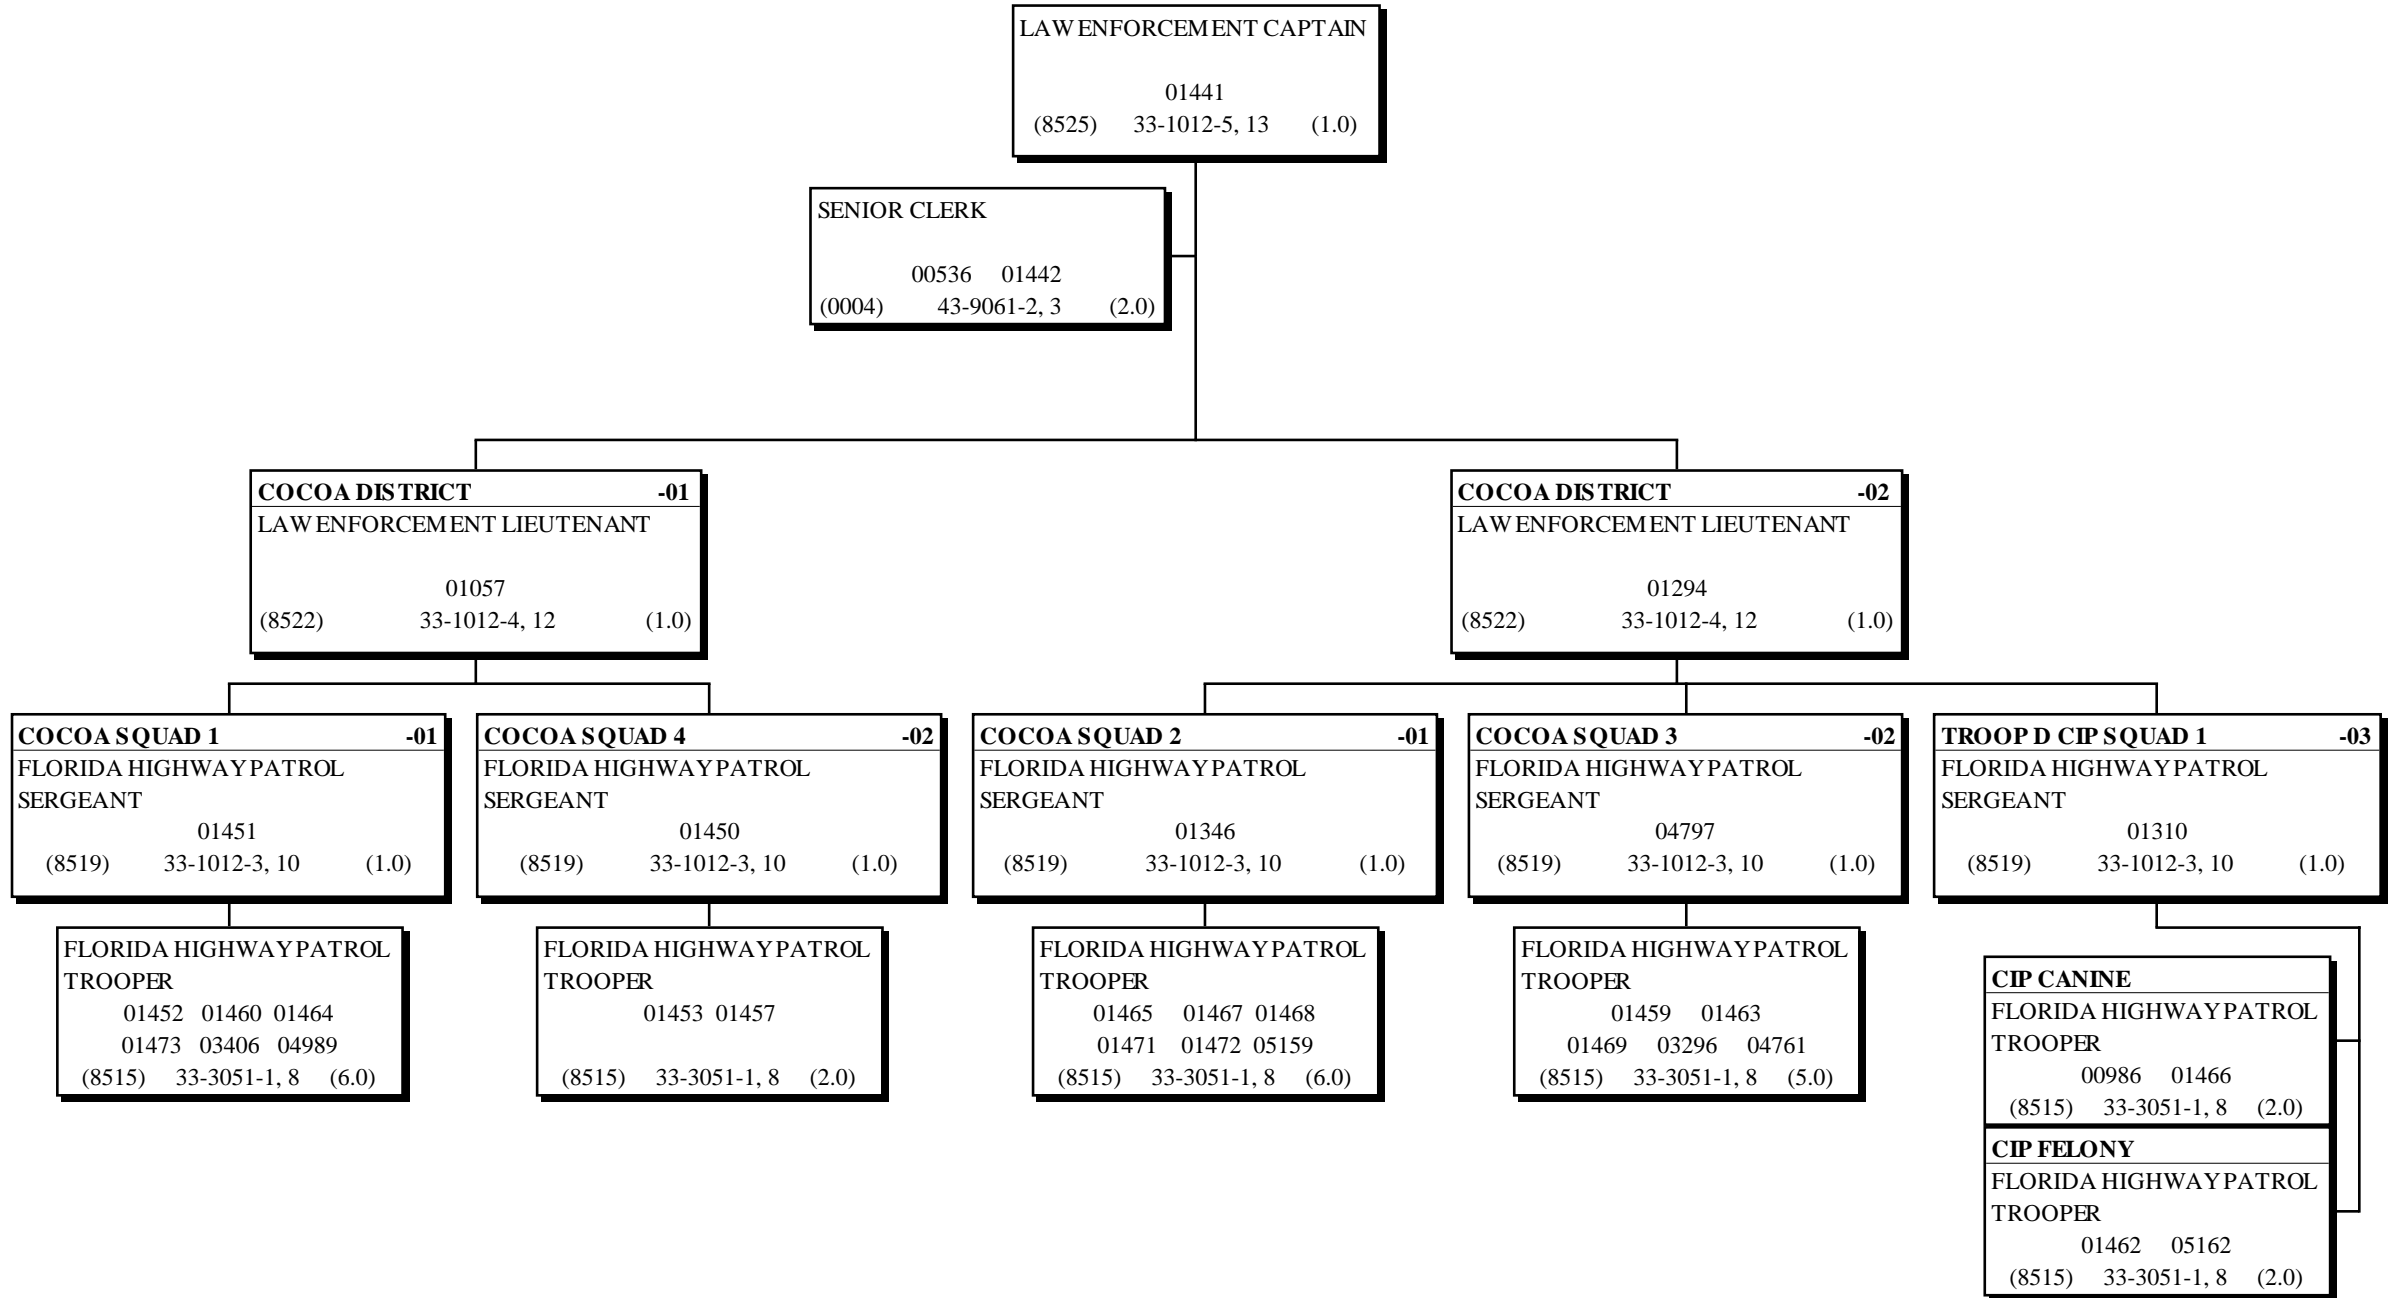 LAW ENFORCEMENT CAPTAIN
01441
(8525) 33-1012-5, 13 (1.0)
SENIOR CLERK
00536 01442
(0004) 43-9061-2, 3 (2.0)
COCOA DISTRICT -01
LAW ENFORCEMENT LIEUTENANT
01057
(8522) 33-1012-4, 12 (1.0)
COCOA DISTRICT -02
LAW ENFORCEMENT LIEUTENANT
01294
(8522) 33-1012-4, 12 (1.0)
COCOA SQUAD 1 -01
FLORIDA HIGHWAY PATROL
SERGEANT
01451
(8519) 33-1012-3, 10 (1.0)
COCOA SQUAD 4 -02
FLORIDA HIGHWAY PATROL
SERGEANT
01450
(8519) 33-1012-3, 10 (1.0)
COCOA SQUAD 2 -01
FLORIDA HIGHWAY PATROL
SERGEANT
01346
(8519) 33-1012-3, 10 (1.0)
COCOA SQUAD 3 -02
FLORIDA HIGHWAY PATROL
SERGEANT
04797
(8519) 33-1012-3, 10 (1.0)
TROOP D CIP SQUAD 1 -03
FLORIDA HIGHWAY PATROL
SERGEANT
01310
(8519) 33-1012-3, 10 (1.0)
FLORIDA HIGHWAY PATROL
TROOPER
01452 01460 01464
01473 03406 04989
(8515) 33-3051-1, 8 (6.0)
FLORIDA HIGHWAY PATROL
TROOPER
01453 01457
(8515) 33-3051-1, 8 (2.0)
FLORIDA HIGHWAY PATROL
TROOPER
01465 01467 01468
01471 01472 05159
(8515) 33-3051-1, 8 (6.0)
FLORIDA HIGHWAY PATROL
TROOPER
01459 01463
01469 03296 04761
(8515) 33-3051-1, 8 (5.0)
CIP CANINE
FLORIDA HIGHWAY PATROL
TROOPER
00986 01466
(8515) 33-3051-1, 8 (2.0)
CIP FELONY
FLORIDA HIGHWAY PATROL
TROOPER
01462 05162
(8515) 33-3051-1, 8 (2.0)